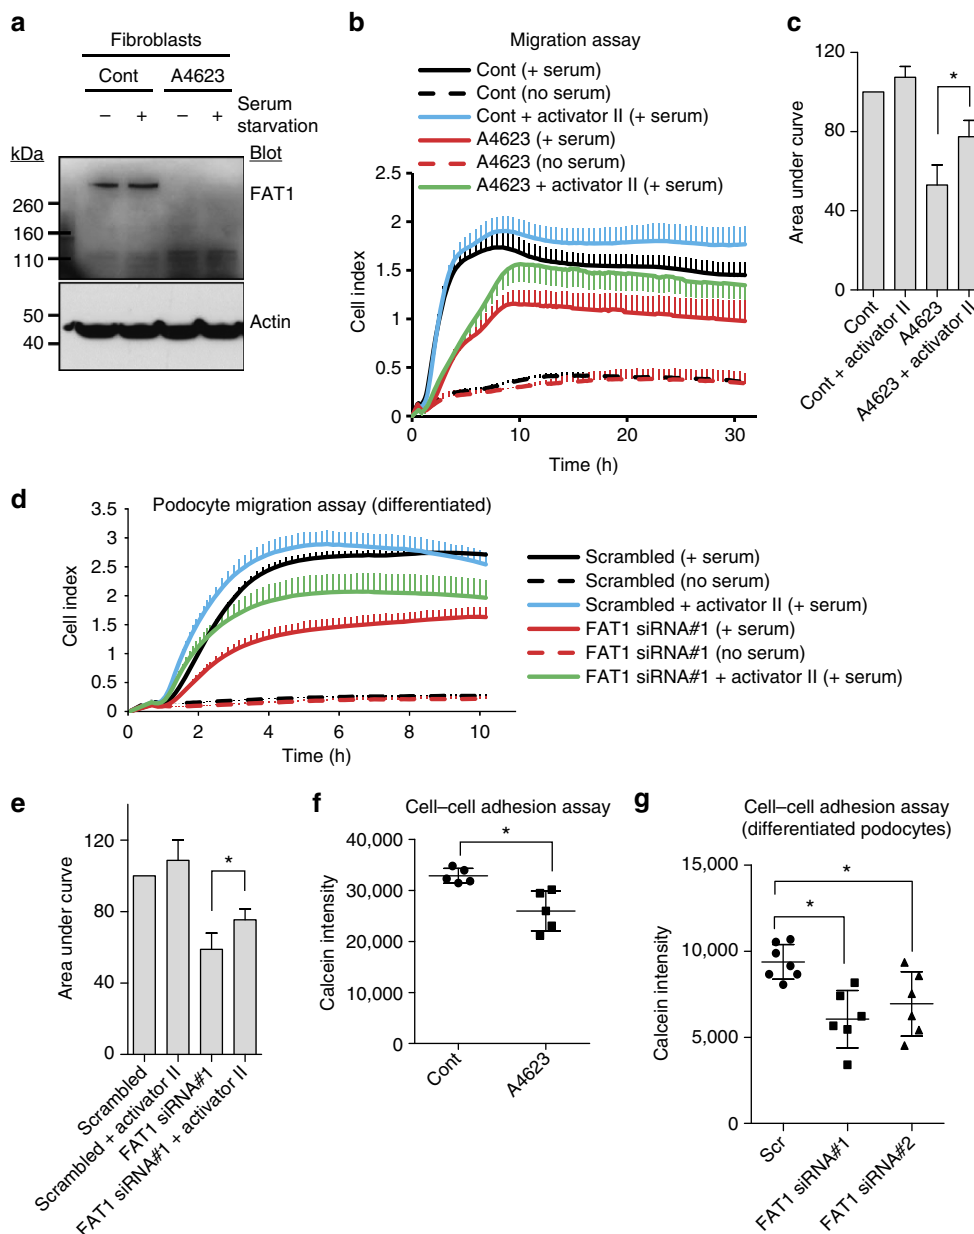 a
Fibroblasts
Cont A4623
– + – + Serum starvation
kDa
Blot
FAT1
260
160
110
50
40
Actin
b
Migration assay
Cont (+ serum)
Cont (no serum)
Cont + activator II (+ serum)
A4623 (+ serum)
A4623 (no serum)
A4623 + activator II (+ serum)
Cell index
2.5
2
1.5
1
0.5
0
0 10 20 30
Time (h)
c
Area under curve
120
80
40
0
*
Cont
Cont + activator II
A4623
A4623 + activator II
d
Podocyte migration assay (differentiated)
Cell index
3.5
3
2.5
2
1.5
1
0.5
0
0 2 4 6 8 10
Time (h)
Scrambled (+ serum)
Scrambled (no serum)
Scrambled + activator II (+ serum)
FAT1 siRNA#1 (+ serum)
FAT1 siRNA#1 (no serum)
FAT1 siRNA#1 + activator II (+ serum)
e
Area under curve
120
80
40
0
*
Scrambled
Scrambled + activator II
FAT1 siRNA#1
FAT1 siRNA#1 + activator II
f
Cell–cell adhesion assay
Calcein intensity
40,000
30,000
20,000
10,000
0
*
Cont
A4623
g
Cell–cell adhesion assay
(differentiated podocytes)
Calcein intensity
15,000
10,000
5,000
0
*
*
Scr
FAT1 siRNA#1
FAT1 siRNA#2